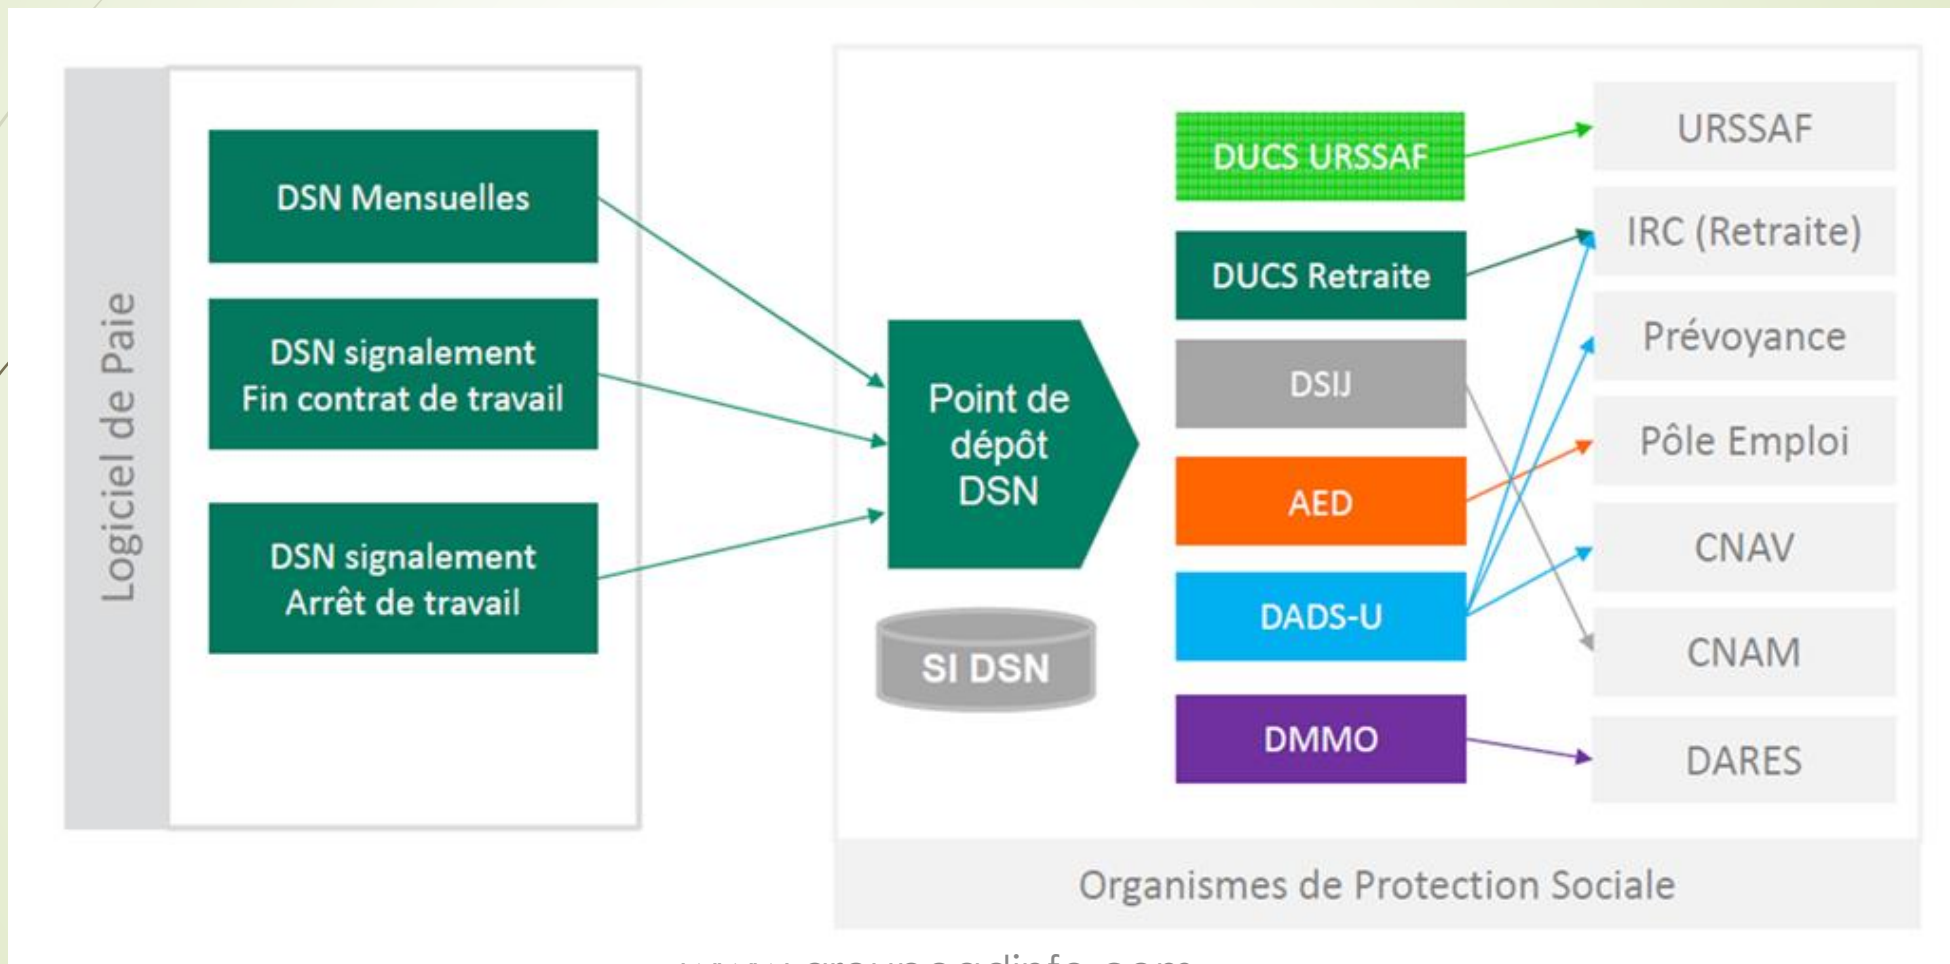 Logiciel de Paie
DSN Mensuelles
DSN signalement
Fin contrat de travail
DSN signalement
Arrêt de travail
Point de
dépôt
DSN
SI DSN
DUCS URSSAF
DUCS Retraite
DSIJ
AED
DADS-U
DMMO
URSSAF
IRC (Retraite)
Prévoyance
Pôle Emploi
CNAV
CNAM
DARES
Organismes de Protection Sociale